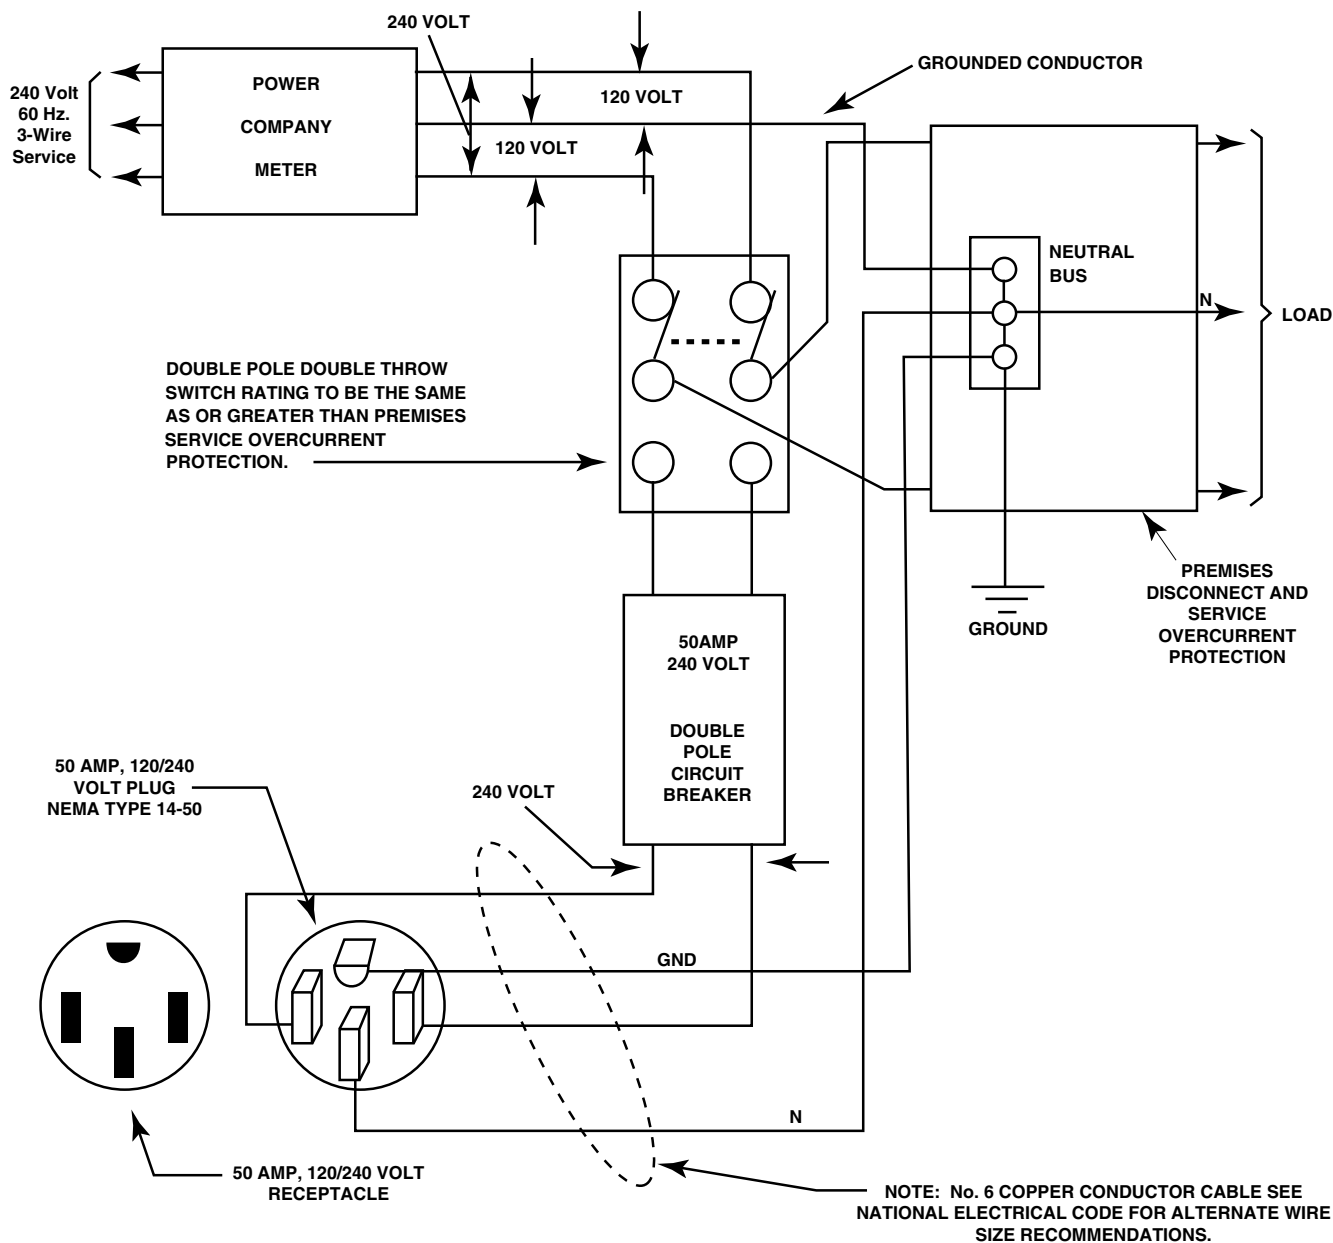 240 VOLT
GROUNDED CONDUCTOR
240 Volt
60 Hz.
3-Wire
Service
POWER
COMPANY
METER
120 VOLT
120 VOLT
NEUTRAL
BUS
N
LOAD
DOUBLE POLE DOUBLE THROW
SWITCH RATING TO BE THE SAME
AS OR GREATER THAN PREMISES
SERVICE OVERCURRENT
PROTECTION.
GROUND
PREMISES
DISCONNECT AND
SERVICE
OVERCURRENT
PROTECTION
50AMP
240 VOLT
DOUBLE
POLE
CIRCUIT
BREAKER
50 AMP, 120/240
VOLT PLUG
NEMA TYPE 14-50
240 VOLT
GND
N
50 AMP, 120/240 VOLT
RECEPTACLE
NOTE: No. 6 COPPER CONDUCTOR CABLE SEE
NATIONAL ELECTRICAL CODE FOR ALTERNATE WIRE
SIZE RECOMMENDATIONS.